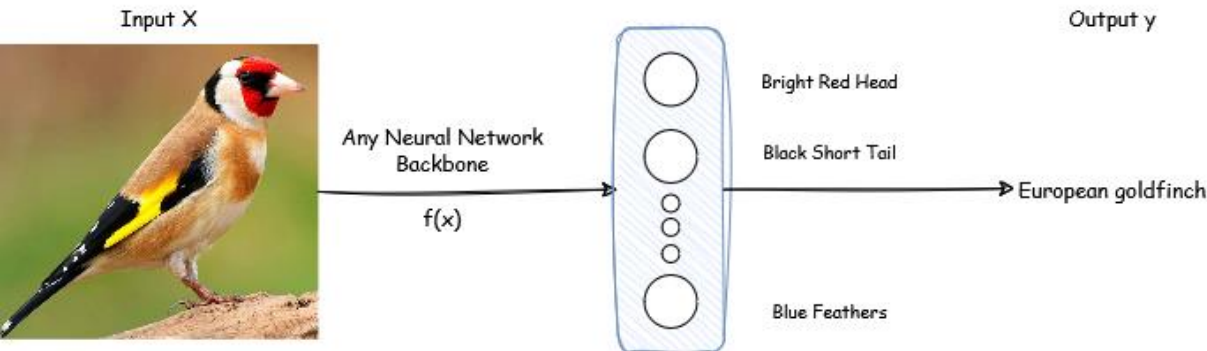 Input X
Output y
Bright Red Head
Any Neural Network
Backbone
Black Short Tail
f(x)
European goldfinch
Blue Feathers